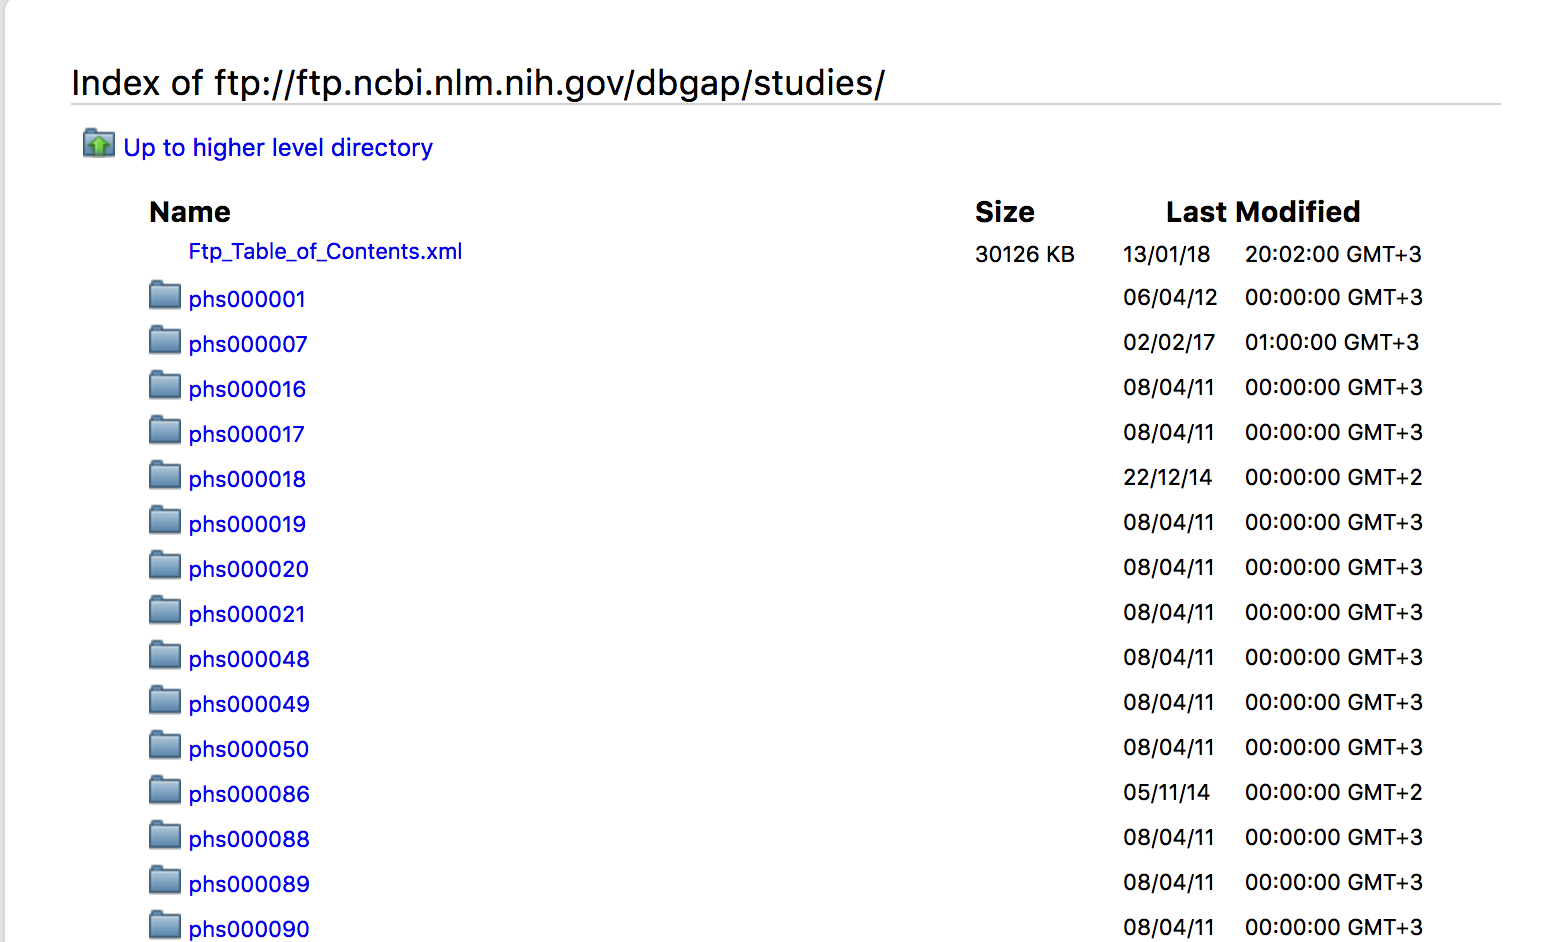 Index of ftp://ftp.ncbi.nlm.nih.gov/dbgap/studies/
Up to higher level directory
Name Size Last Modified
Ftp_Table_of_Contents.xml 30126 KB 13/01/18 20:02:00 GMT+3
phs000001 06/04/12 00:00:00 GMT+3
phs000007 02/02/17 01:00:00 GMT+3
phs000016 08/04/11 00:00:00 GMT+3
phs000017 08/04/11 00:00:00 GMT+3
phs000018 22/12/14 00:00:00 GMT+2
phs000019 08/04/11 00:00:00 GMT+3
phs000020 08/04/11 00:00:00 GMT+3
phs000021 08/04/11 00:00:00 GMT+3
phs000048 08/04/11 00:00:00 GMT+3
phs000049 08/04/11 00:00:00 GMT+3
phs000050 08/04/11 00:00:00 GMT+3
phs000086 05/11/14 00:00:00 GMT+2
phs000088 08/04/11 00:00:00 GMT+3
phs000089 08/04/11 00:00:00 GMT+3
phs000090 08/04/11 00:00:00 GMT+3